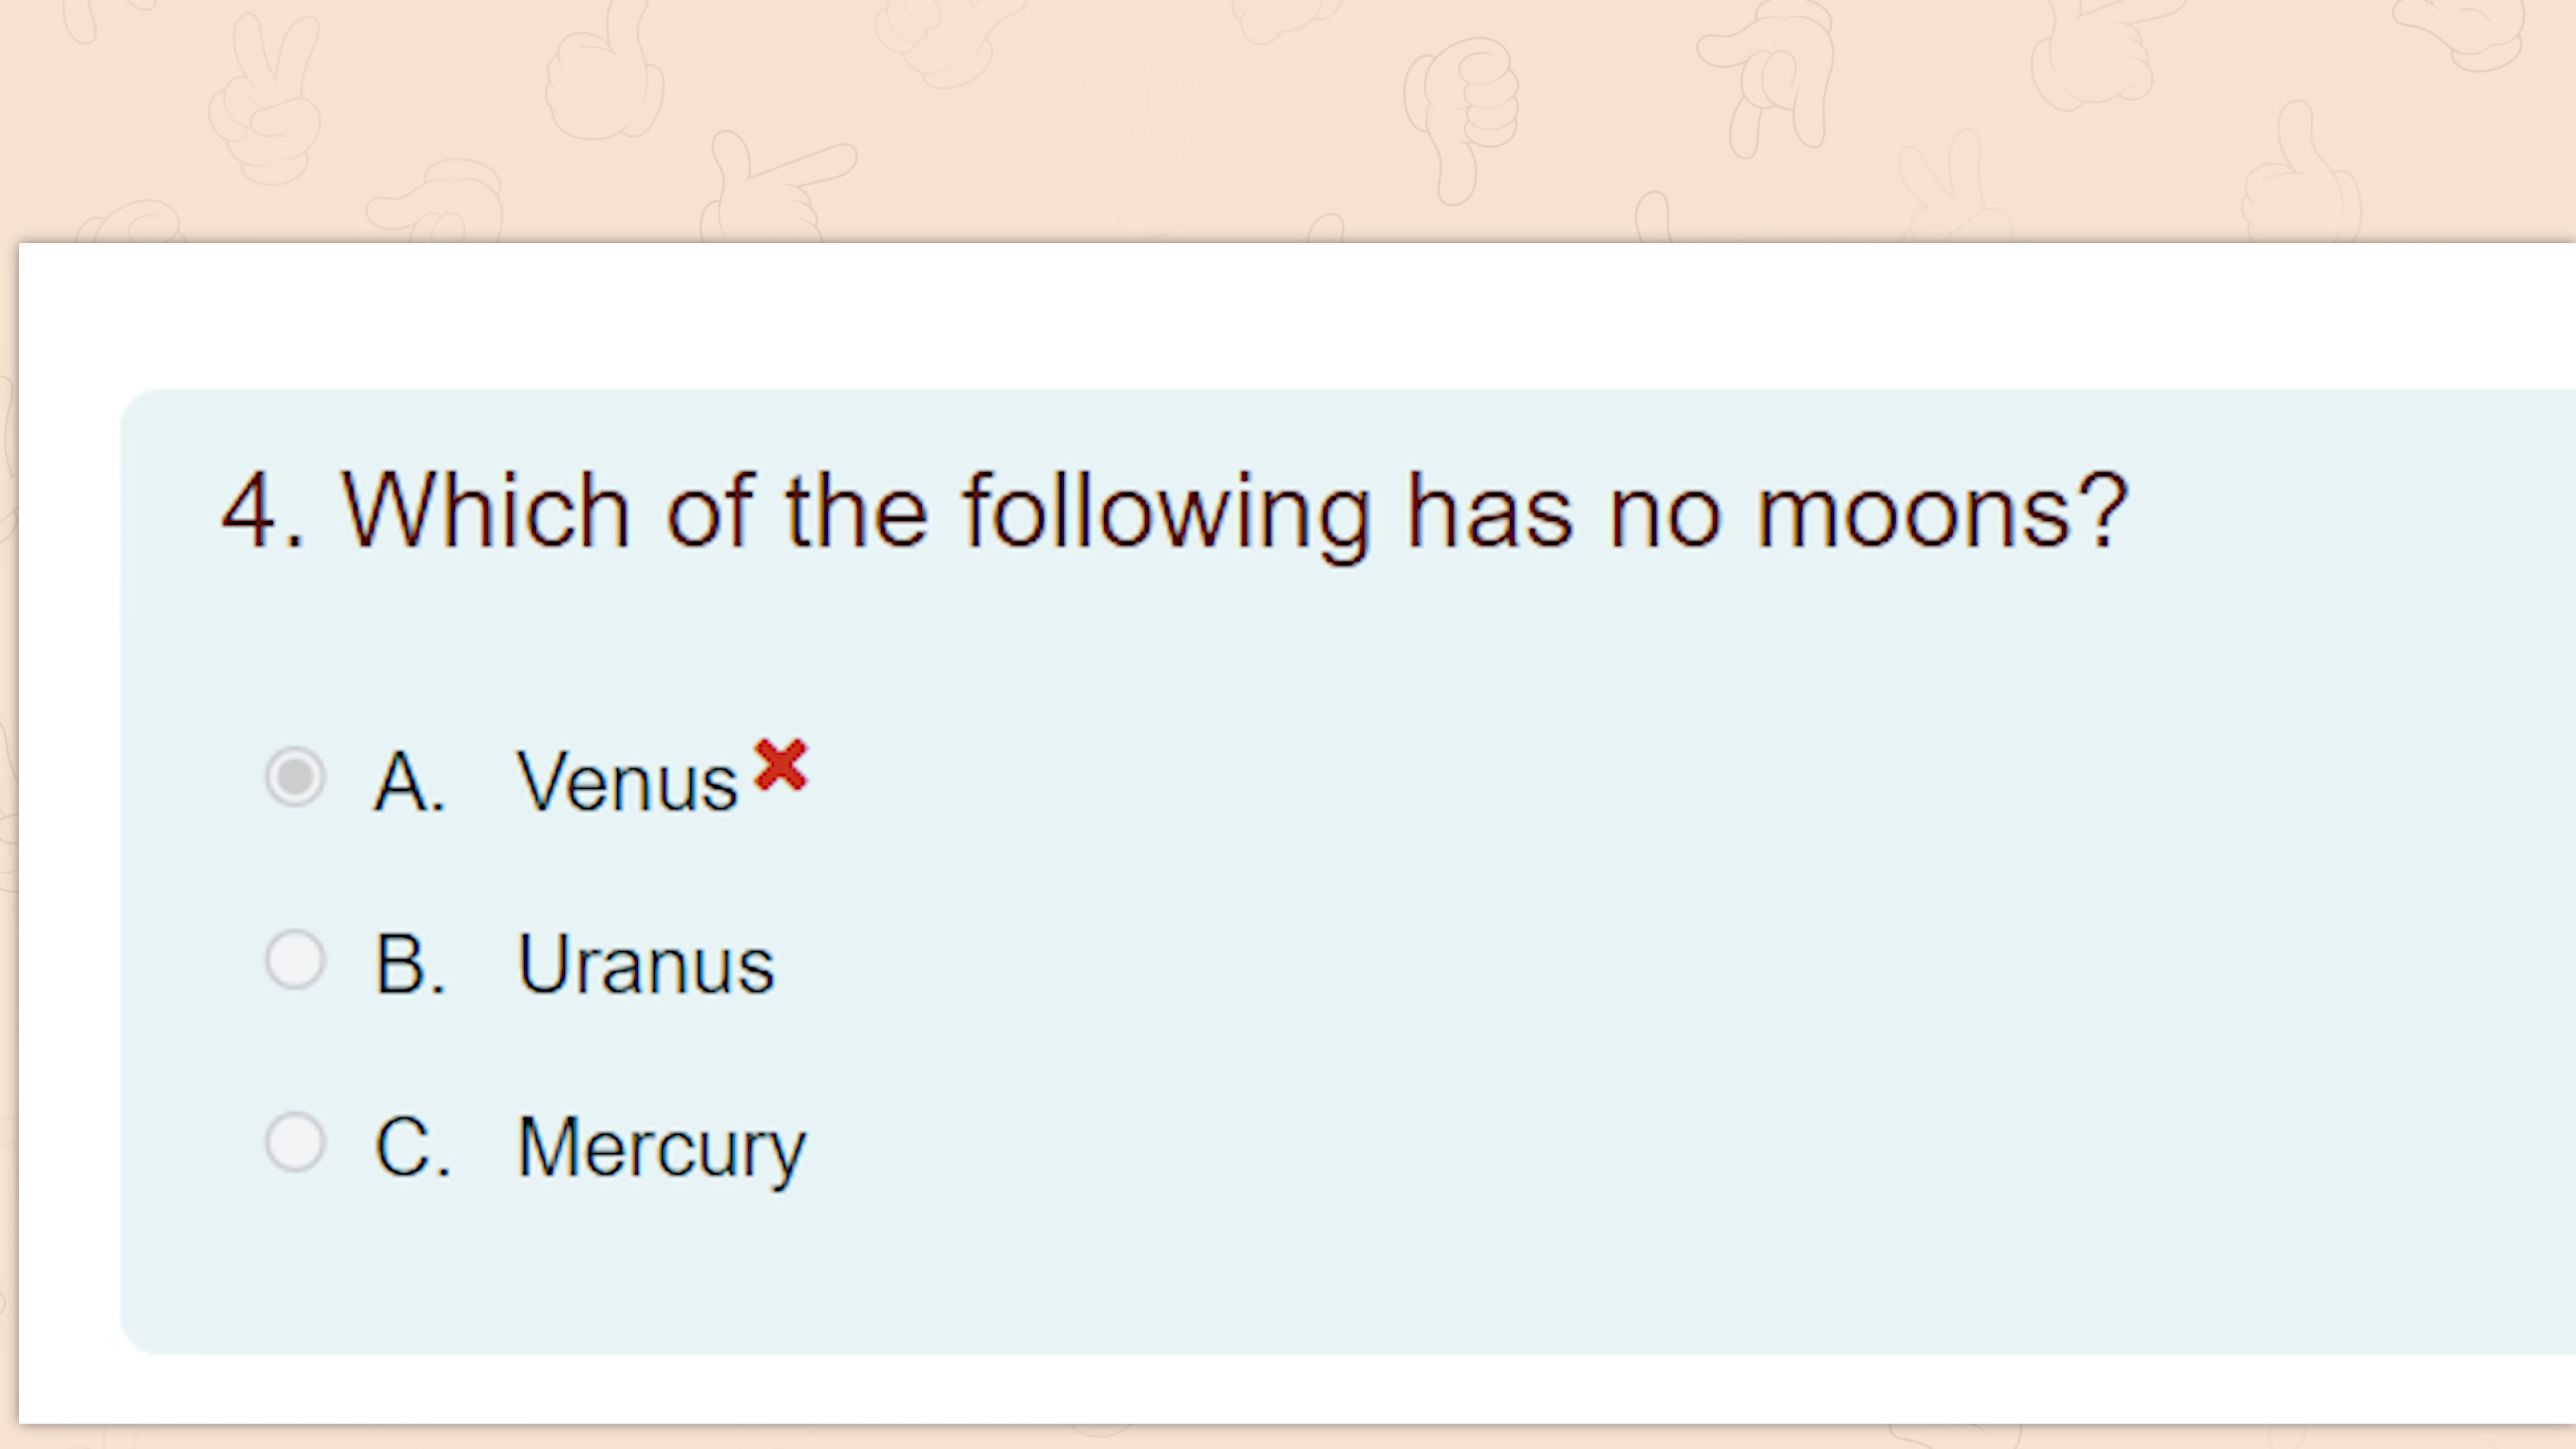 4. Which of the following has no moons?
A. Venus
B. Uranus
C. Mercury